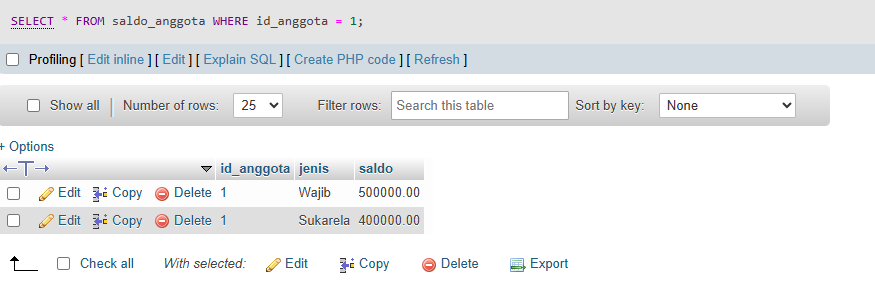 SELECT * FROM saldo_anggota WHERE id_anggota = 1;
Profiling [ Edit inline ] [ Edit ] [ Explain SQL ] [ Create PHP code ] [ Refresh ]
Show all Number of rows: 25 Filter rows: Search this table Sort by key: None
+ Options
←T→ id_anggota jenis saldo
Edit Copy Delete 1 Wajib 500000.00
Edit Copy Delete 1 Sukarela 400000.00
Check all With selected: Edit Copy Delete Export